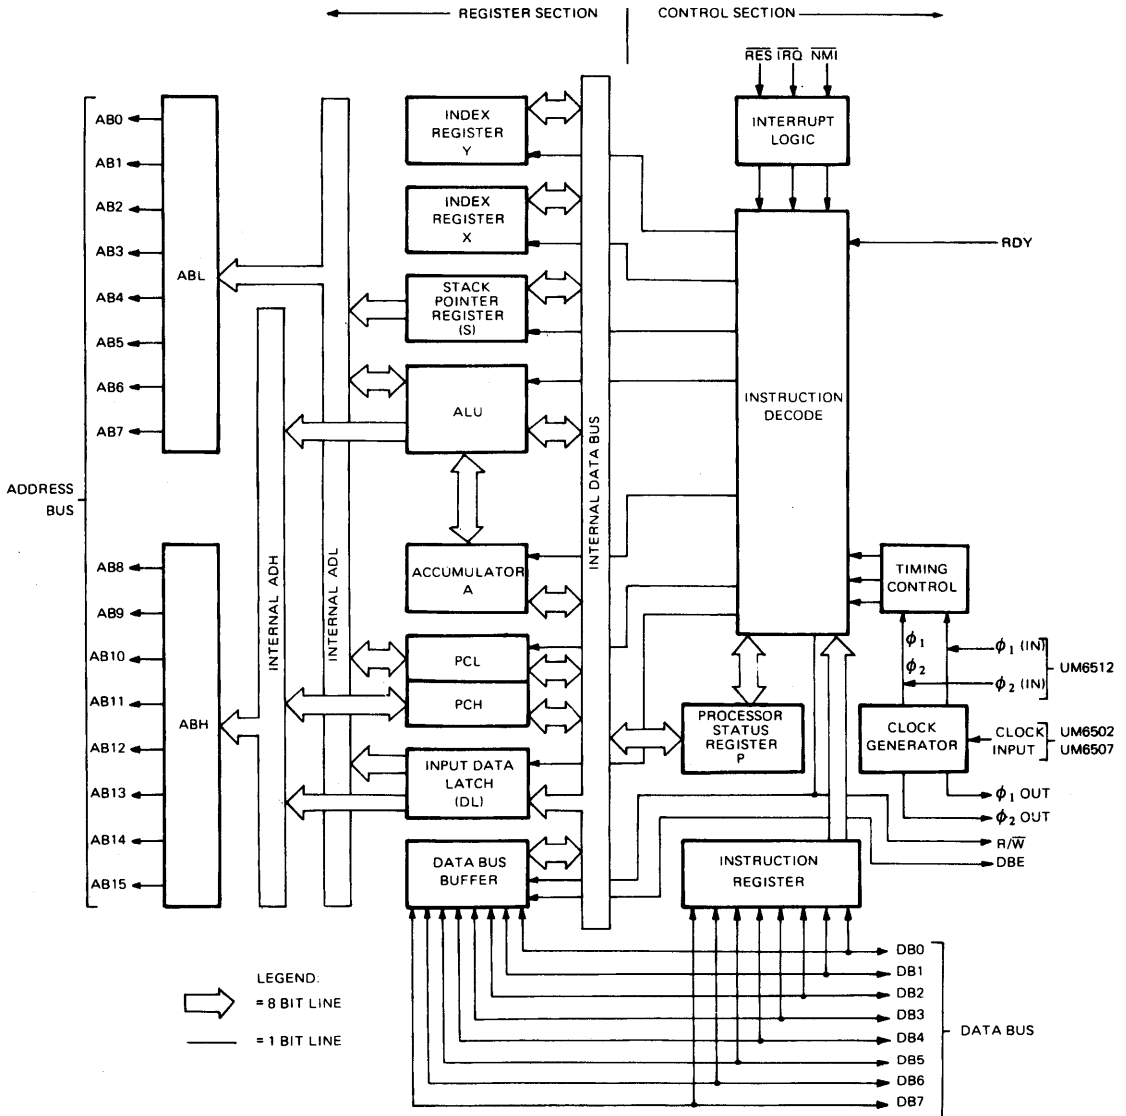 REGISTER SECTION
CONTROL SECTION
RES IRQ NMI
INTERRUPT
LOGIC
AB0
AB1
AB2
AB3
AB4
AB5
AB6
AB7
ABL
ADDRESS
BUS
AB8
AB9
AB10
AB11
AB12
AB13
AB14
AB15
ABH
INTERNAL ADH
INTERNAL ADL
INDEX
REGISTER
Y
INDEX
REGISTER
X
STACK
POINTER
REGISTER
(S)
ALU
ACCUMULATOR
A
PCL
PCH
INPUT DATA
LATCH
(DL)
DATA BUS
BUFFER
INTERNAL DATA BUS
INSTRUCTION
DECODE
RDY
TIMING
CONTROL
ϕ1
ϕ2
ϕ1 (IN)
ϕ2 (IN)
UM6512
PROCESSOR
STATUS
REGISTER
P
CLOCK
GENERATOR
CLOCK
INPUT
UM6502
UM6507
ϕ1 OUT
ϕ2 OUT
R/W
DBE
INSTRUCTION
REGISTER
DB0
DB1
DB2
DB3
DB4
DB5
DB6
DB7
DATA BUS
LEGEND:
= 8 BIT LINE
= 1 BIT LINE